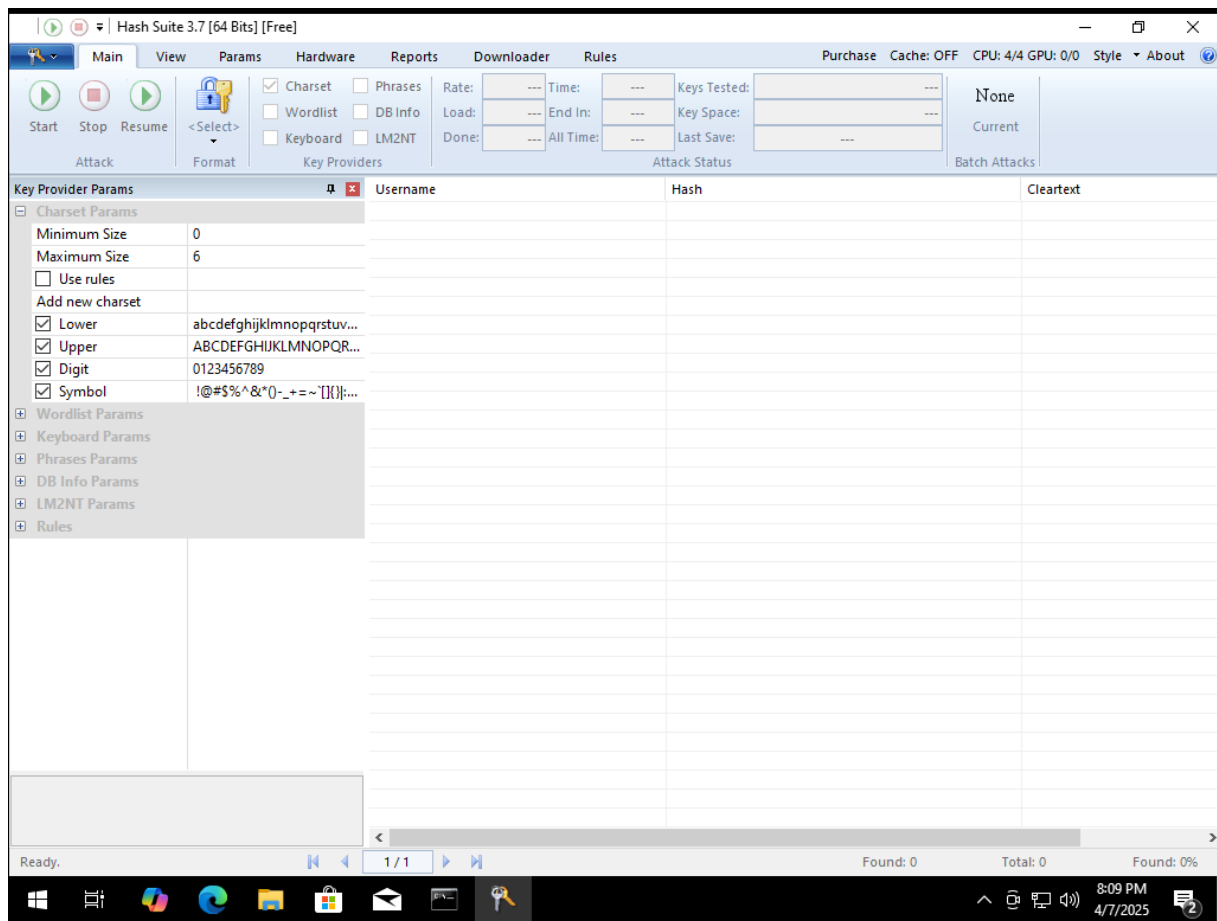 Hash Suite 3.7 [64 Bits] [Free]
Main View Params Hardware Reports Downloader Rules Purchase Cache: OFF CPU: 4/4 GPU: 0/0 Style About
Charset Phrases Rate: --- Time: --- Keys Tested: --- None
Wordlist DB Info Load: --- End In: --- Key Space: ---
Start Stop Resume <Select> Keyboard LM2NT Done: --- All Time: --- Last Save: --- Current
Attack Format Key Providers Attack Status Batch Attacks
Key Provider Params Username Hash Cleartext
Charset Params
Minimum Size 0
Maximum Size 6
Use rules
Add new charset
Lower abcdefghijklmnopqrstuv...
Upper ABCDEFGHIJKLMNOPQR...
Digit 0123456789
Symbol !@#$%^&*()-_+=~`[]{}|:...
Wordlist Params
Keyboard Params
Phrases Params
DB Info Params
LM2NT Params
Rules
Ready. 1 / 1 Found: 0 Total: 0 Found: 0%
8:09 PM
4/7/2025 2